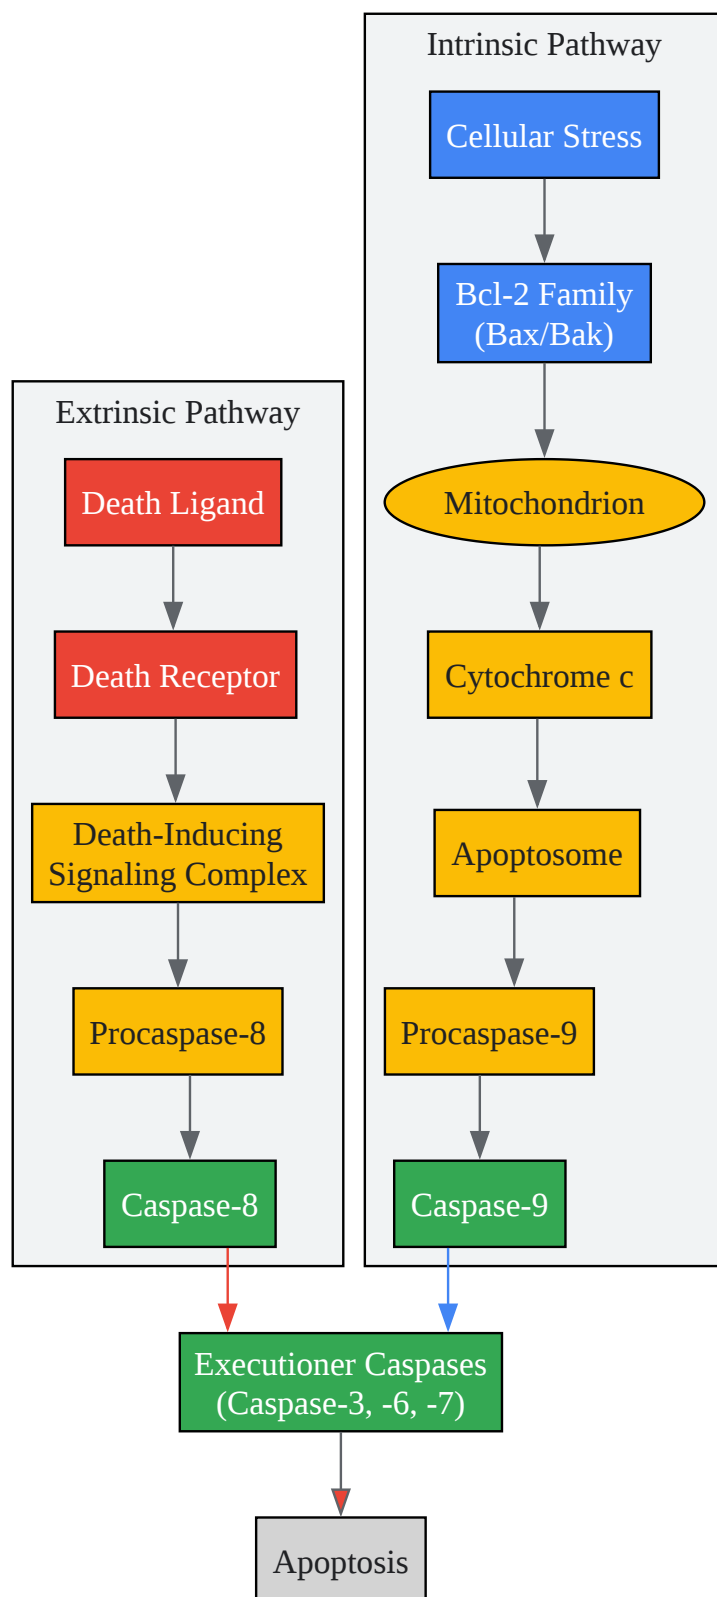 Intrinsic Pathway
Cellular Stress
Bcl-2 Family
(Bax/Bak)
Mitochondrion
Cytochrome c
Apoptosome
Procaspase-9
Caspase-9
Extrinsic Pathway
Death Ligand
Death Receptor
Death-Inducing
Signaling Complex
Procaspase-8
Caspase-8
Executioner Caspases
(Caspase-3, -6, -7)
Apoptosis